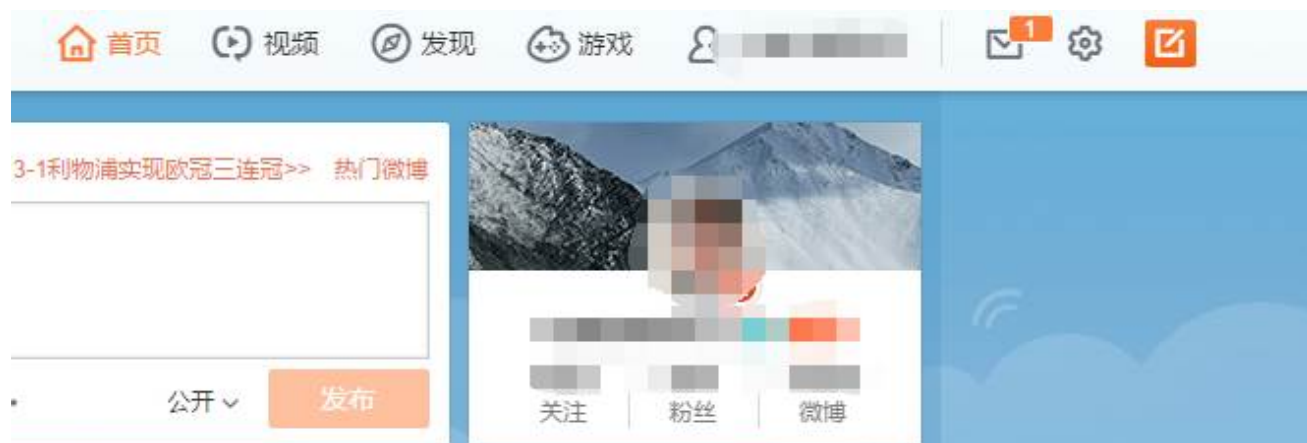 首页 视频 发现 游戏 1
3-1利物浦实现欧冠三连冠>> 热门微博
公开 发布
关注 粉丝 微博